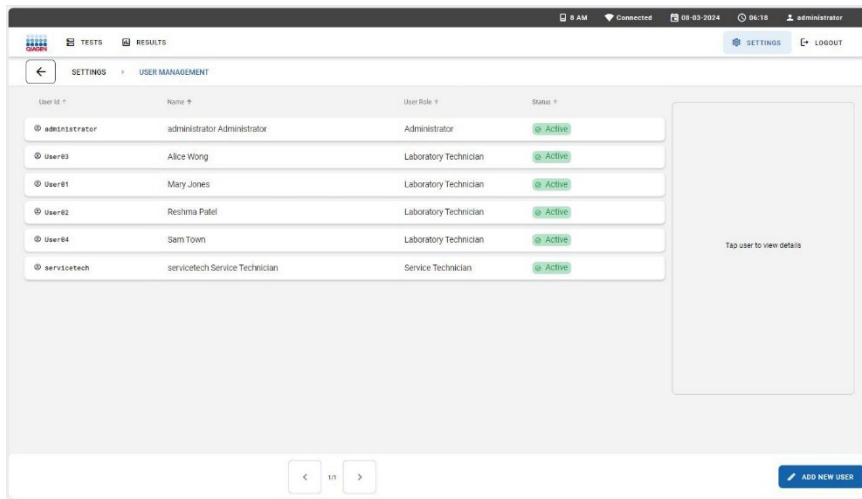 8 AM Connected 08-03-2024 06:18 administrator
QIAGEN TESTS RESULTS SETTINGS LOGOUT
SETTINGS USER MANAGEMENT
User Id Name User Role Status
administrator administrator Administrator Administrator Active
User03 Alice Wong Laboratory Technician Active
User01 Mary Jones Laboratory Technician Active
User02 Reshma Patel Laboratory Technician Active
User04 Sam Town Laboratory Technician Active
Tap user to view details
servicetech servicetech Service Technician Service Technician Active
1/1
ADD NEW USER